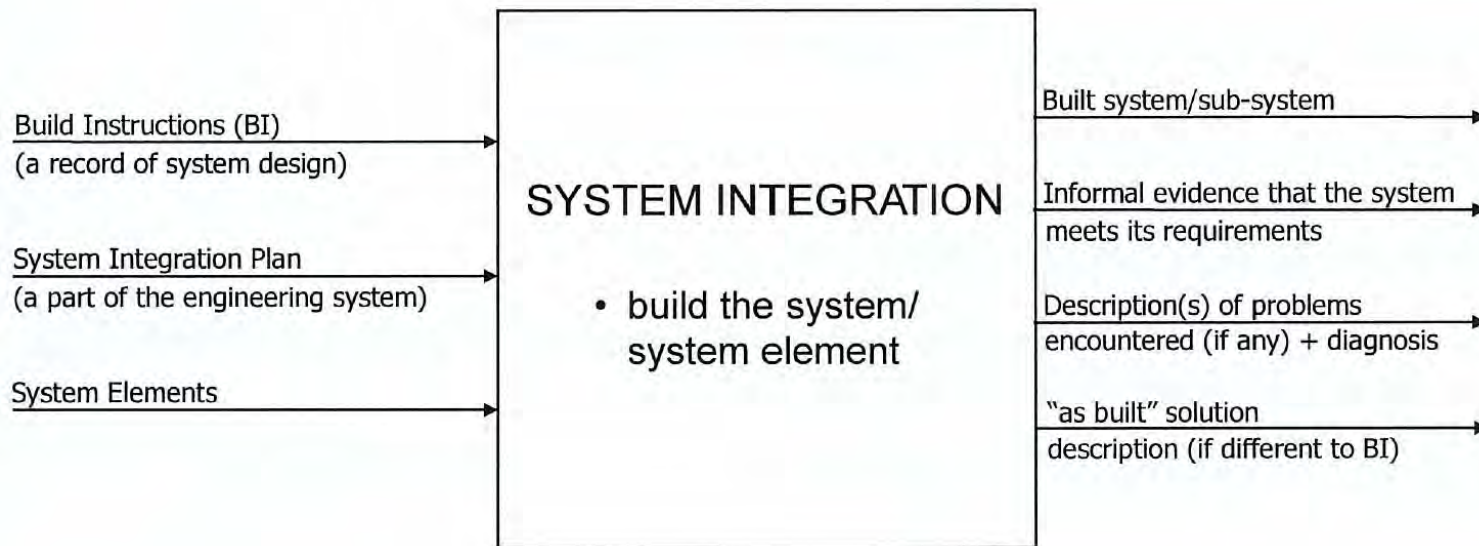 Build Instructions (BI)
(a record of system design)
System Integration Plan
(a part of the engineering system)
System Elements
SYSTEM INTEGRATION
• build the system/
system element
Built system/sub-system
Informal evidence that the system
meets its requirements
Description(s) of problems
encountered (if any) + diagnosis
“as built” solution
description (if different to BI)